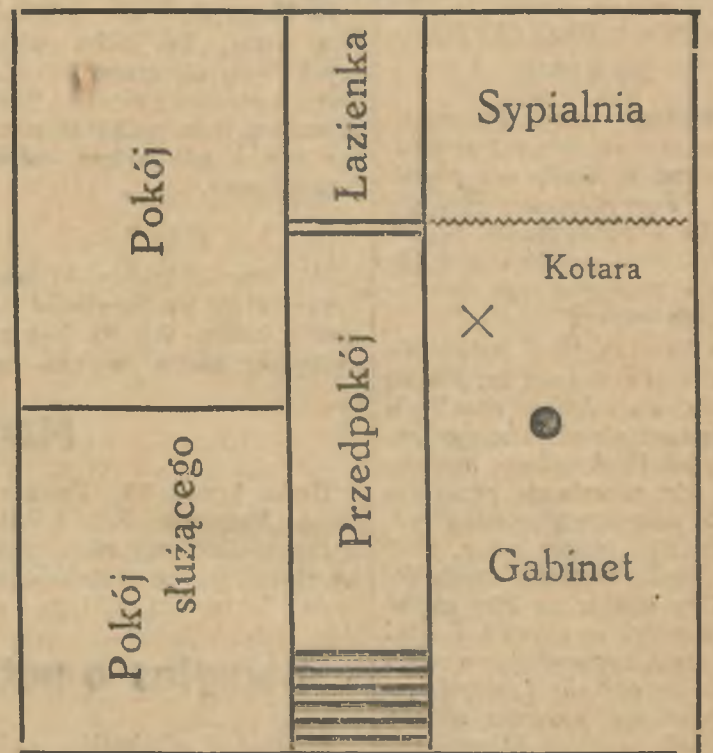 Pokój
Łazienka
Sypialnia
Kotara
Przedpokój
Pokój
służącego
Gabinet